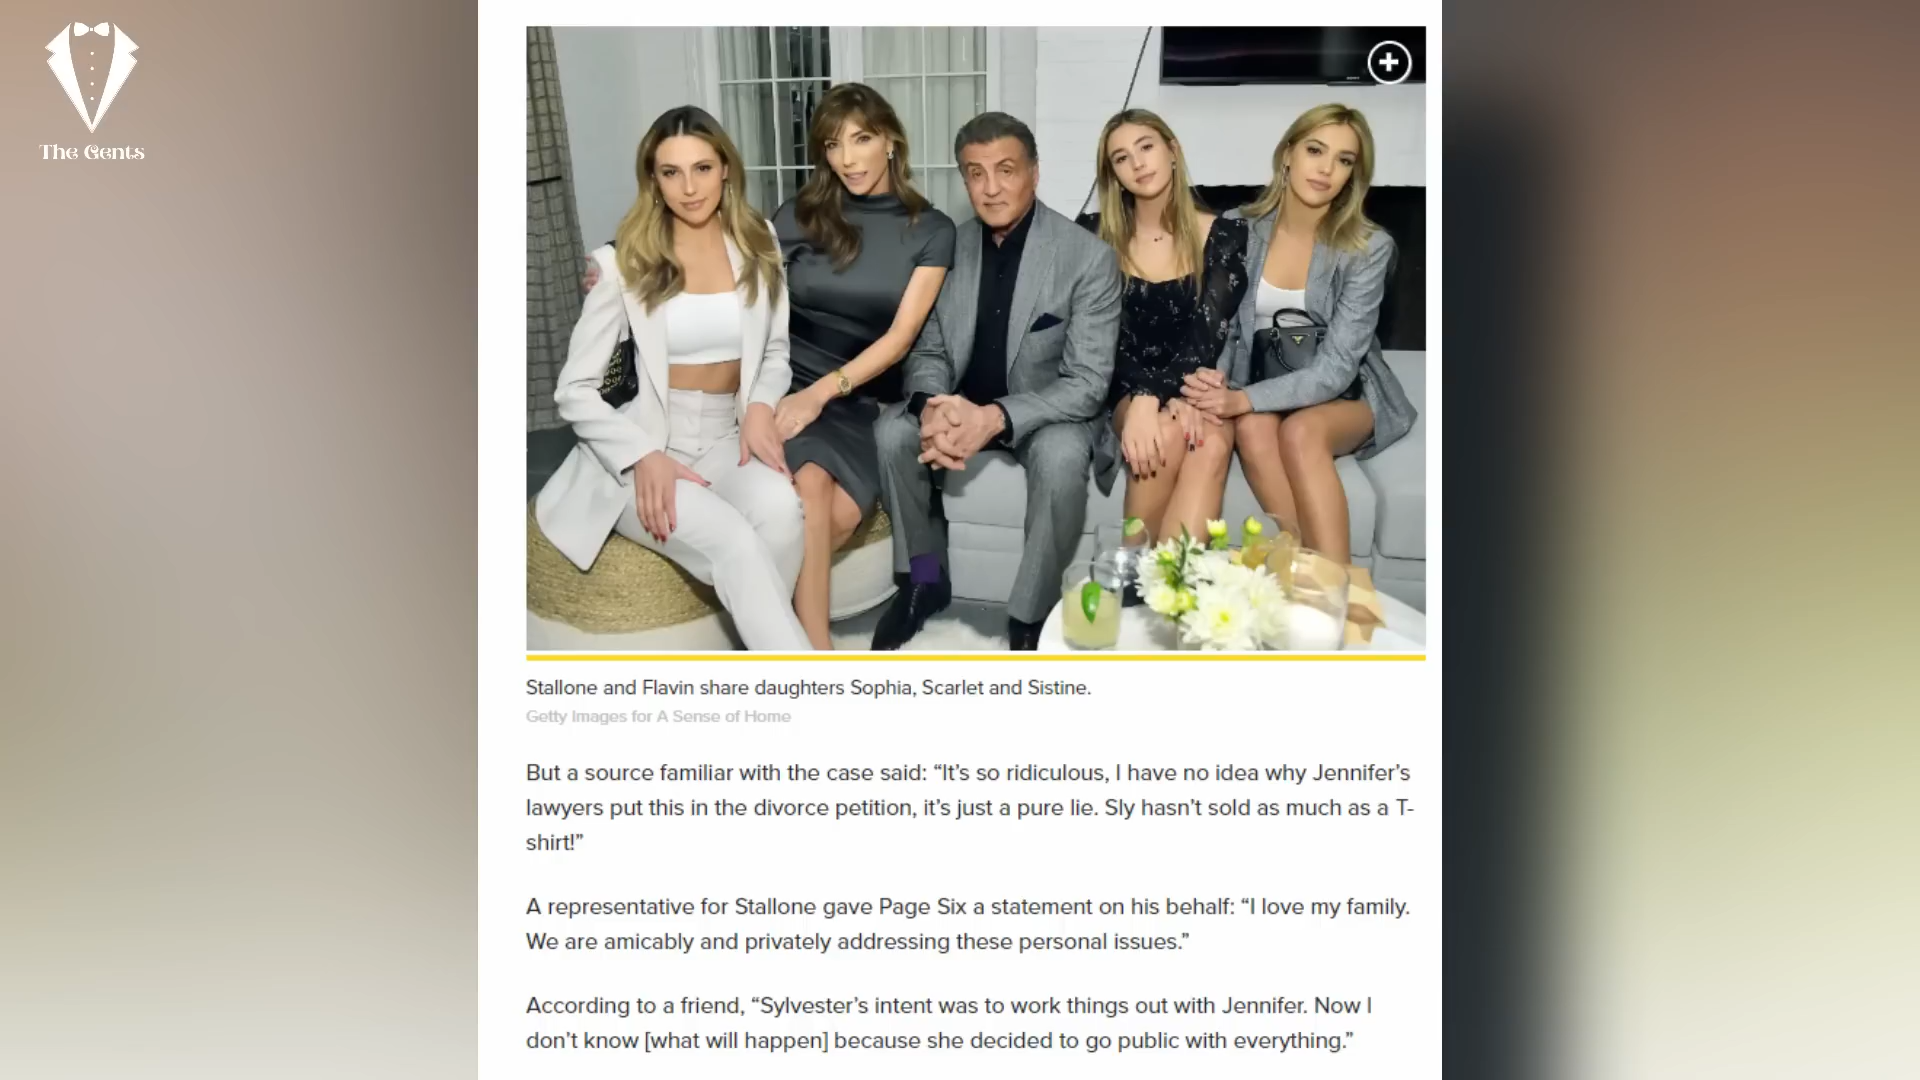 The Gents
Stallone and Flavin share daughters Sophia, Scarlet and Sistine.
Getty Images for A Sense of Home
But a source familiar with the case said: “It’s so ridiculous, I have no idea why Jennifer’s
lawyers put this in the divorce petition, it’s just a pure lie. Sly hasn’t sold as much as a T-
shirt!”
A representative for Stallone gave Page Six a statement on his behalf: “I love my family.
We are amicably and privately addressing these personal issues.”
According to a friend, “Sylvester’s intent was to work things out with Jennifer. Now I
don’t know [what will happen] because she decided to go public with everything.”